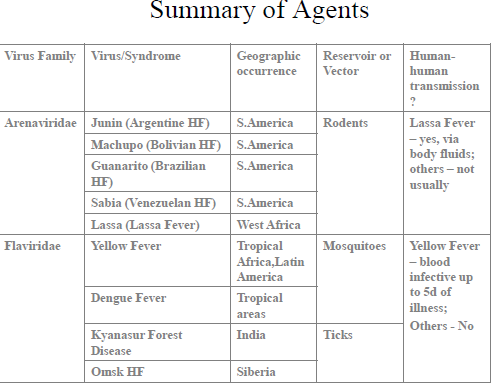 Summary of Agents
Virus Family Virus/Syndrome Geographic occurrence Reservoir or Vector Human-human transmission ?
Arenaviridae Junin (Argentine HF) S.America Rodents Lassa Fever – yes, via body fluids; others – not usually
Machupo (Bolivian HF) S.America
Guanarito (Brazilian HF) S.America
Sabia (Venezuelan HF) S.America
Lassa (Lassa Fever) West Africa
Flaviridae Yellow Fever Tropical Africa,Latin America Mosquitoes Yellow Fever – blood infective up to 5d of illness; Others - No
Dengue Fever Tropical areas
Kyanasur Forest Disease India Ticks
Omsk HF Siberia